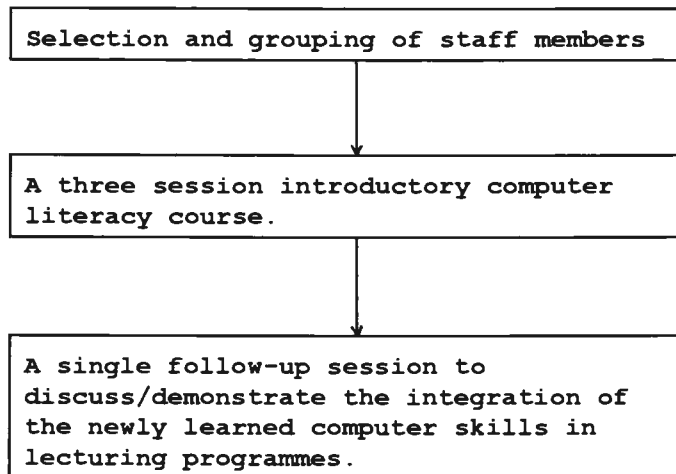 Selection and grouping of staff members
A three session introductory computer
literacy course.
A single follow-up session to
discuss/demonstrate the integration of
the newly learned computer skills in
lecturing programmes.